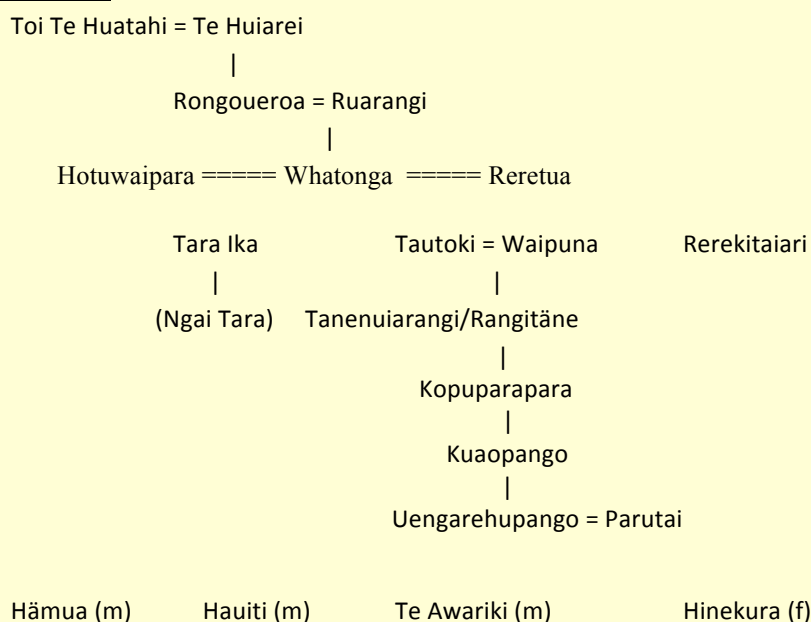 Toi Te Huatahi = Te Huiarei
|
Rongoueroa = Ruarangi
|
Hotuwaipara ===== Whatonga ===== Reretua
Tara Ika Tautoki = Waipuna Rerekitaiari
| |
(Ngai Tara) Tanenuiarangi/Rangitäne
|
Kopuparapara
|
Kuaopango
|
Uengarehupango = Parutai
Hämua (m) Hauiti (m) Te Awariki (m) Hinekura (f)